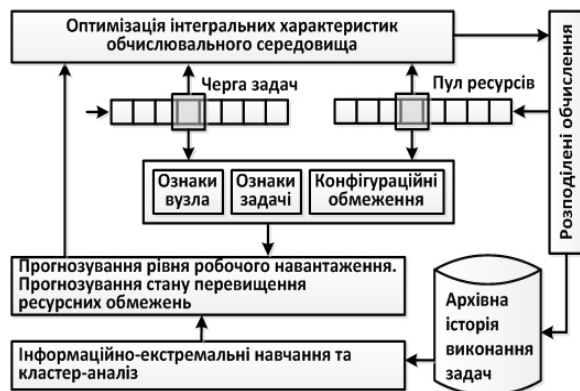 Оптимізація інтегральних характеристик
обчислювального середовища
Черга задач
Пул ресурсів
Розподілені обчислення
Ознаки
вузла
Ознаки
задачі
Конфігураційні
обмеження
Прогнозування рівня робочого навантаження.
Прогнозування стану перевищення
ресурсних обмежень
Архівна
історія
виконання
задач
Інформаційно-екстремальні навчання та
кластер-аналіз